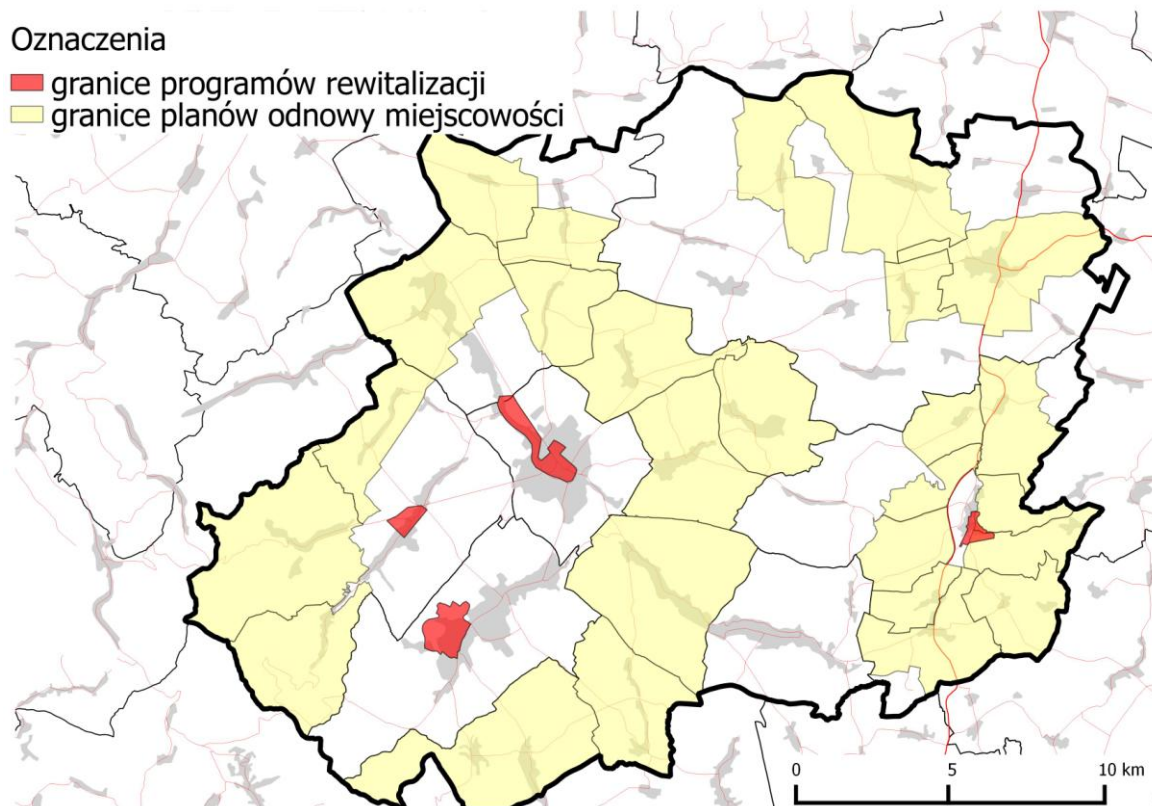 Oznaczenia
granice programów rewitalizacji
granice planów odnowy miejscowości
0 5 10 km